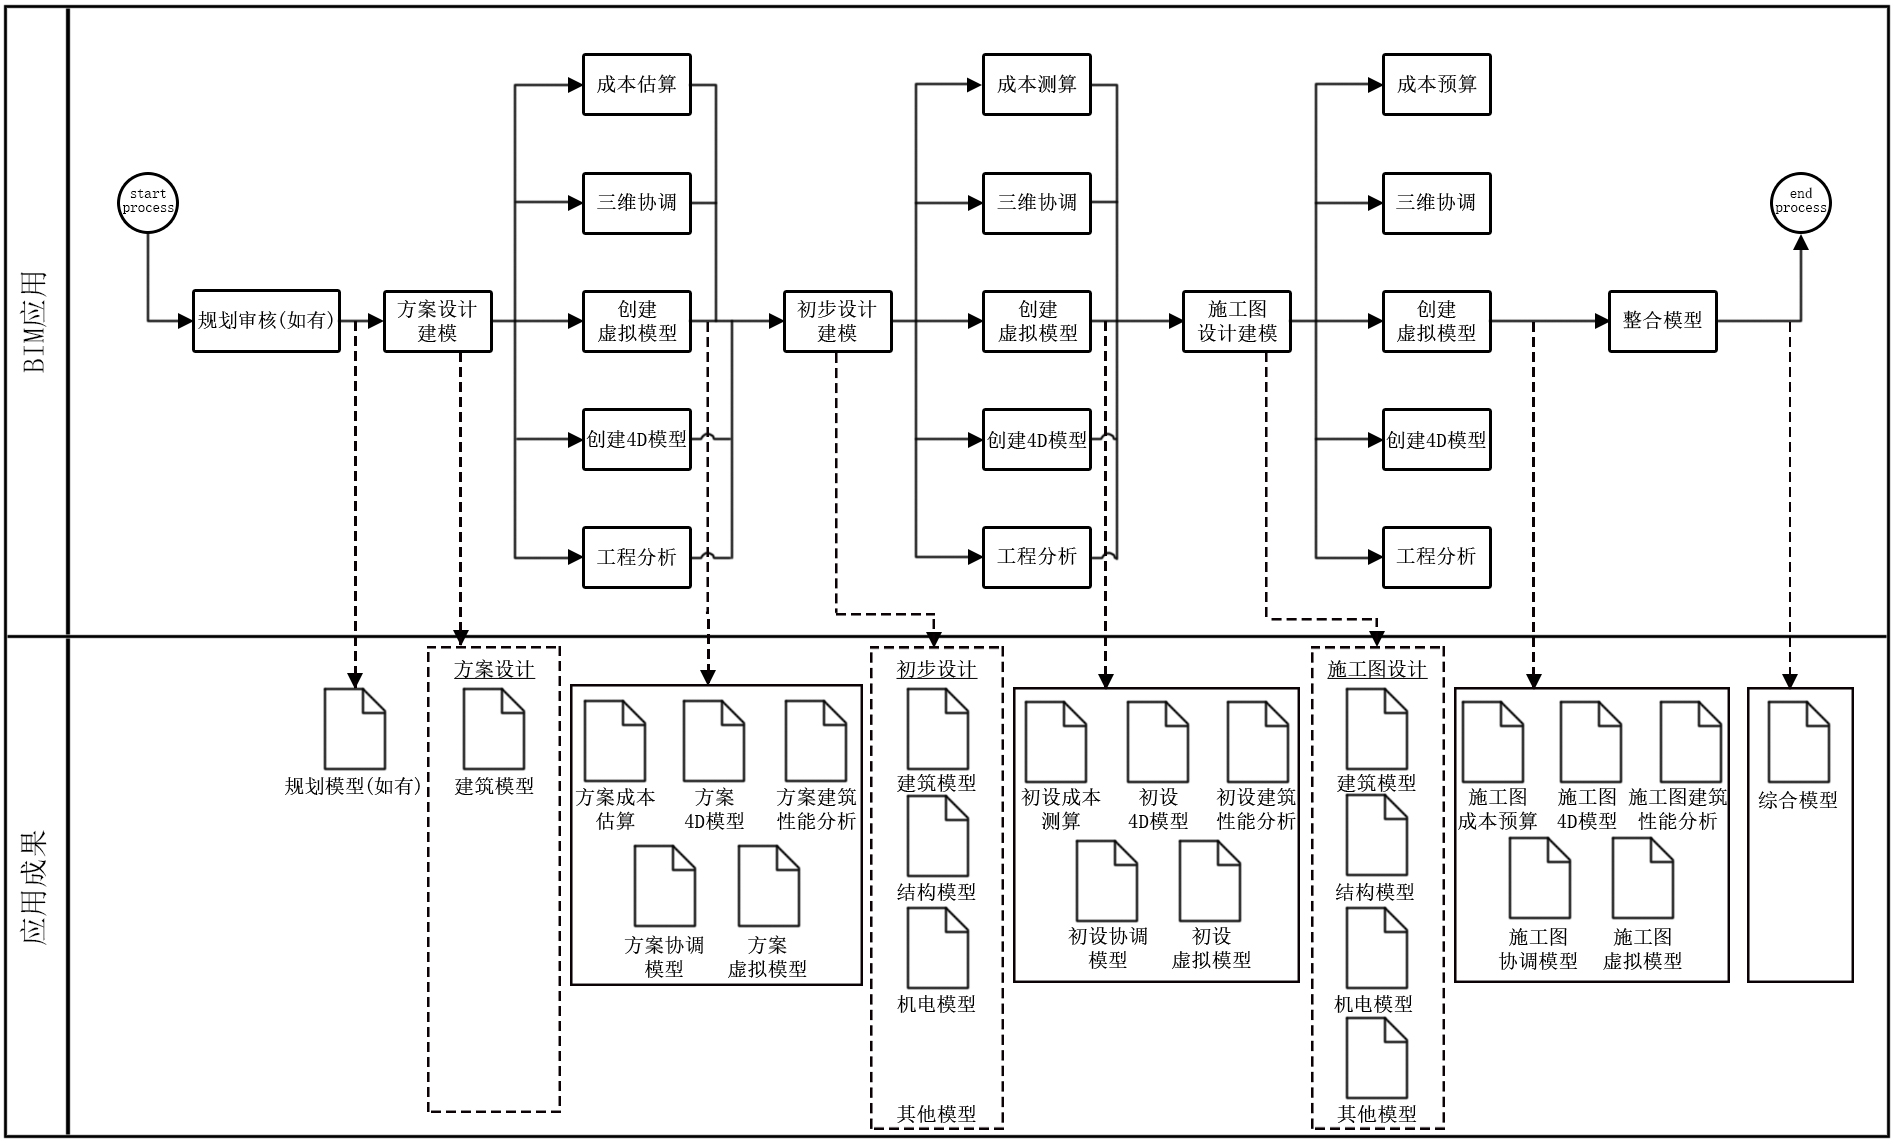 BIM应用
start
process
规划审核(如有)
方案设计
建模
成本估算
三维协调
创建
虚拟模型
创建4D模型
工程分析
初步设计
建模
成本测算
三维协调
创建
虚拟模型
创建4D模型
工程分析
施工图
设计建模
成本预算
三维协调
创建
虚拟模型
创建4D模型
工程分析
整合模型
end
process
应用成果
规划模型(如有)
方案设计
建筑模型
方案成本
估算
方案
4D模型
方案建筑
性能分析
方案协调
模型
方案
虚拟模型
初步设计
建筑模型
结构模型
机电模型
其他模型
初设成本
测算
初设
4D模型
初设建筑
性能分析
初设协调
模型
初设
虚拟模型
施工图设计
建筑模型
结构模型
机电模型
其他模型
施工图
成本预算
施工图
4D模型
施工图建筑
性能分析
施工图
协调模型
施工图
虚拟模型
综合模型